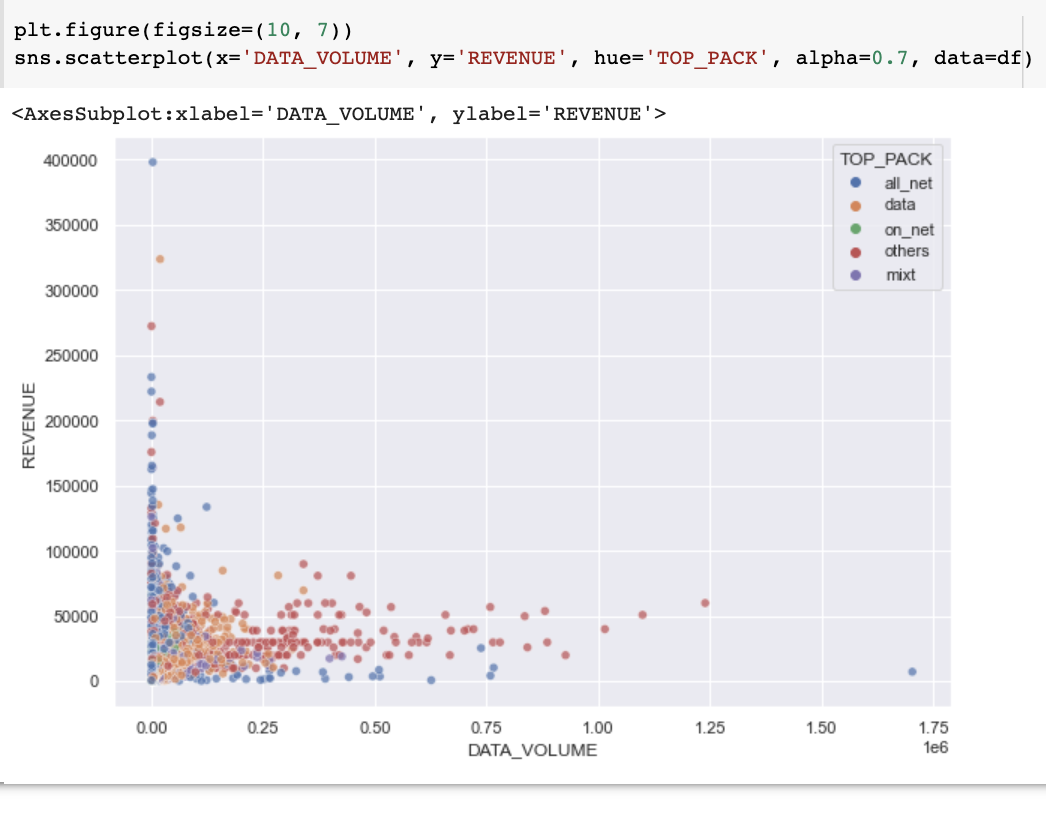 plt.figure(figsize=(10, 7))
sns.scatterplot(x='DATA_VOLUME', y='REVENUE', hue='TOP_PACK', alpha=0.7, data=df)
<AxesSubplot:xlabel='DATA_VOLUME', ylabel='REVENUE'>
TOP_PACK
all_net
data
on_net
others
mixt
REVENUE
400000
350000
300000
250000
200000
150000
100000
50000
0
0.00 0.25 0.50 0.75 1.00 1.25 1.50 1.75
1e6
DATA_VOLUME